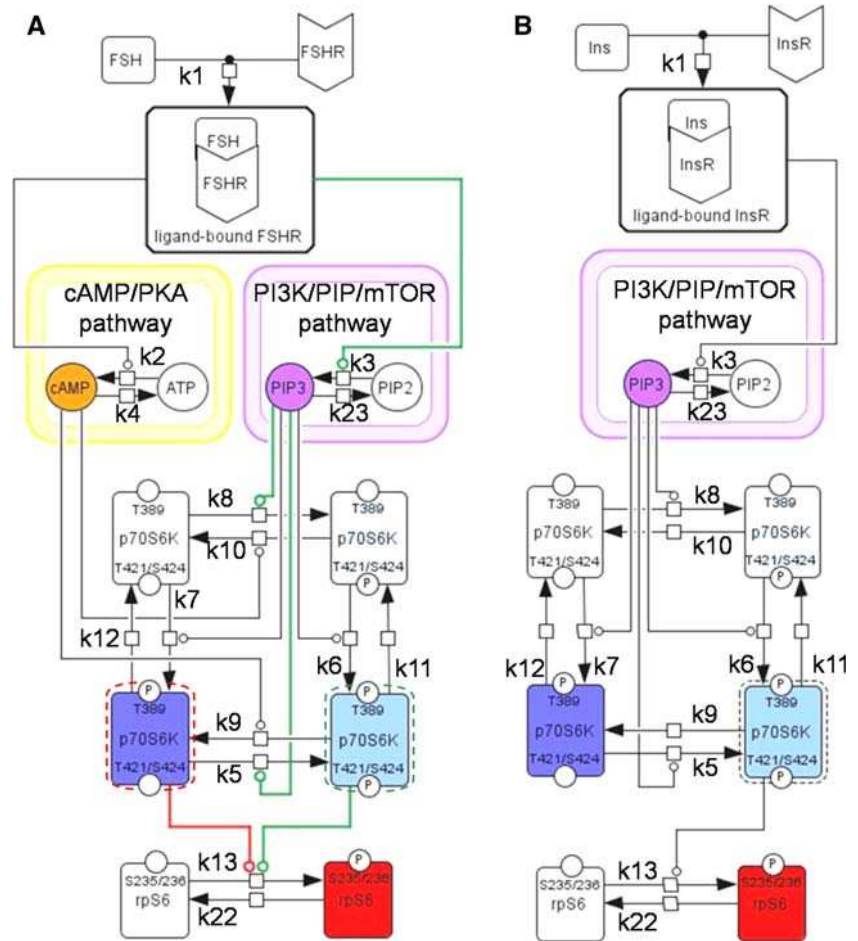 A
FSH
FSHR
k1
FSH
FSHR
ligand-bound FSHR
cAMP/PKA
pathway
PI3K/PIP/mTOR
pathway
k2
k3
cAMP
ATP
PIP3
PIP2
k4
k23
T389
p70S6K
T421/S424
k8
k10
T389
p70S6K
T421/S424
P
k7
k12
k6
k11
P
T389
p70S6K
T421/S424
k9
k5
P
T389
p70S6K
T421/S424
P
S235/236
rpS6
k13
k22
P
S235/236
rpS6
B
Ins
InsR
k1
Ins
InsR
ligand-bound InsR
PI3K/PIP/mTOR
pathway
k3
PIP3
PIP2
k23
T389
p70S6K
T421/S424
k8
k10
T389
p70S6K
T421/S424
P
k12
k7
k6
k11
P
T389
p70S6K
T421/S424
k9
k5
P
T389
p70S6K
T421/S424
P
S235/236
rpS6
k13
k22
P
S235/236
rpS6